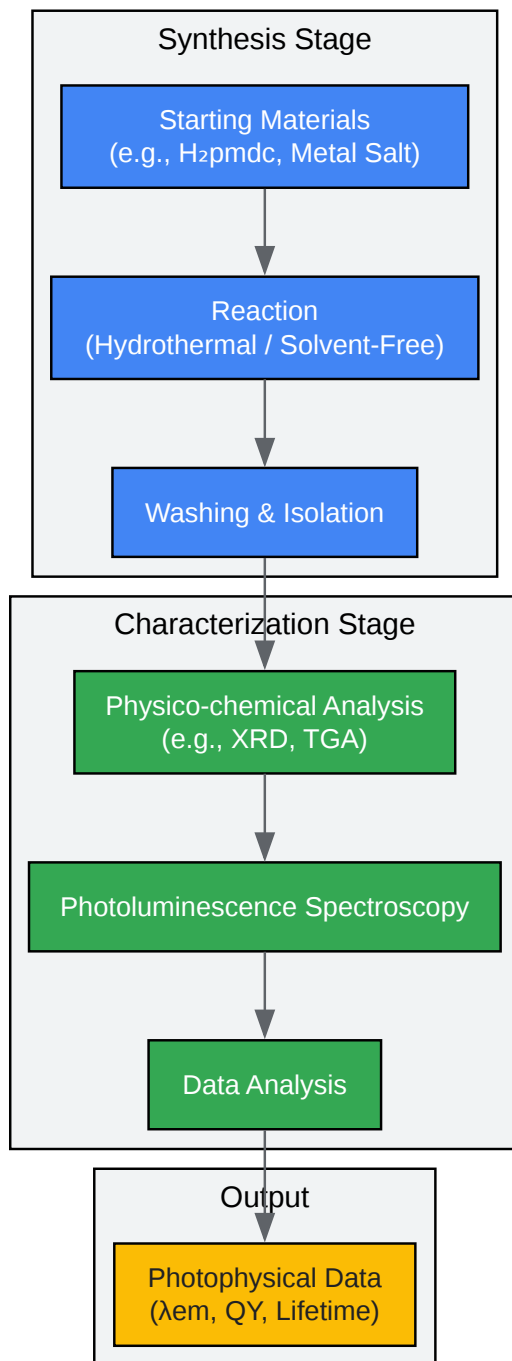 Synthesis Stage
Starting Materials
(e.g., H₂pmdc, Metal Salt)
Reaction
(Hydrothermal / Solvent-Free)
Washing & Isolation
Characterization Stage
Physico-chemical Analysis
(e.g., XRD, TGA)
Photoluminescence Spectroscopy
Data Analysis
Output
Photophysical Data
(λem, QY, Lifetime)